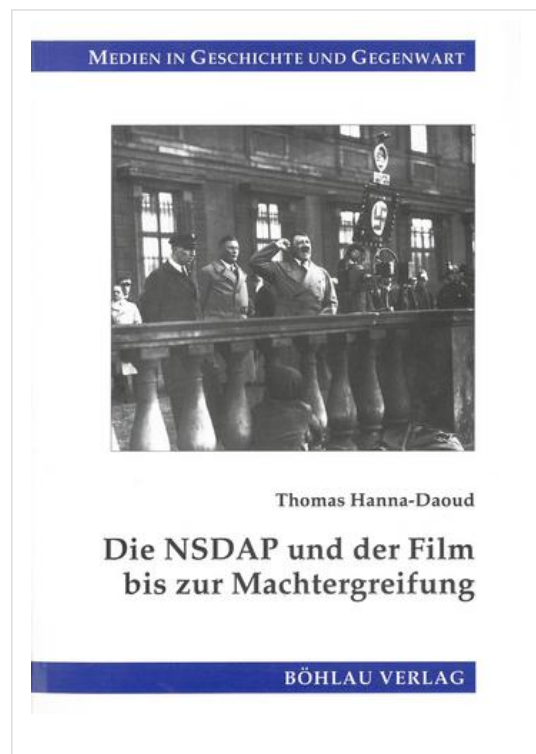 MEDIEN IN GESCHICHTE UND GEGENWART
Thomas Hanna-Daoud
Die NSDAP und der Film
bis zur Machtergreifung
BÖHLAU VERLAG